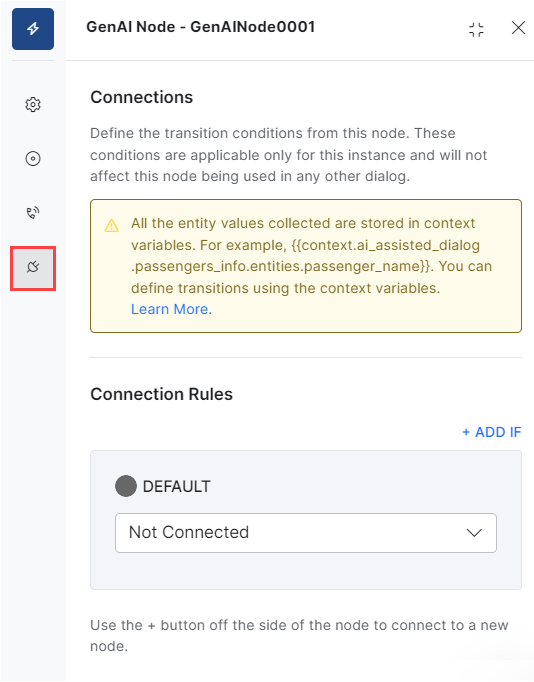 GenAI Node - GenAINode0001
Connections
Define the transition conditions from this node. These
conditions are applicable only for this instance and will not
affect this node being used in any other dialog.
All the entity values collected are stored in context
variables. For example, {{context.ai_assisted_dialog
.passengers_info.entities.passenger_name}}. You can
define transitions using the context variables.
Learn More.
Connection Rules
+ ADD IF
DEFAULT
Not Connected
Use the + button off the side of the node to connect to a new
node.